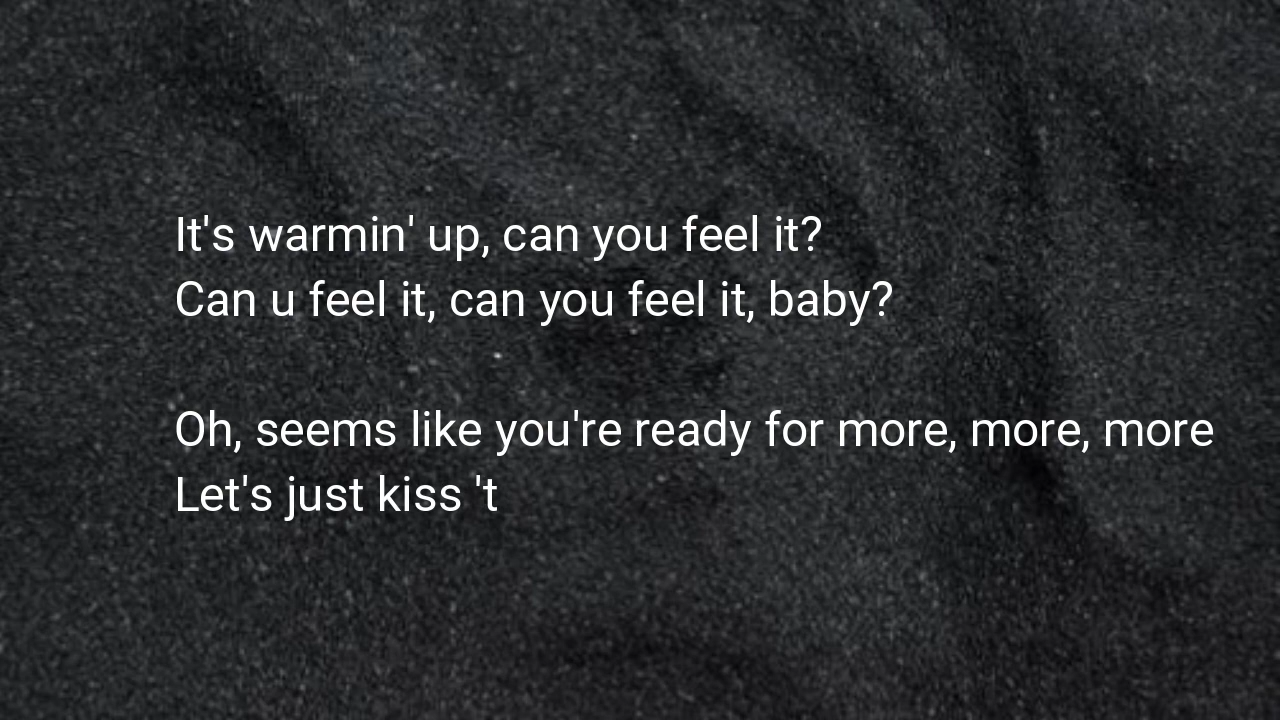 It's warmin' up, can you feel it?
Can u feel it, can you feel it, baby?
Oh, seems like you're ready for more, more, more
Let's just kiss 't